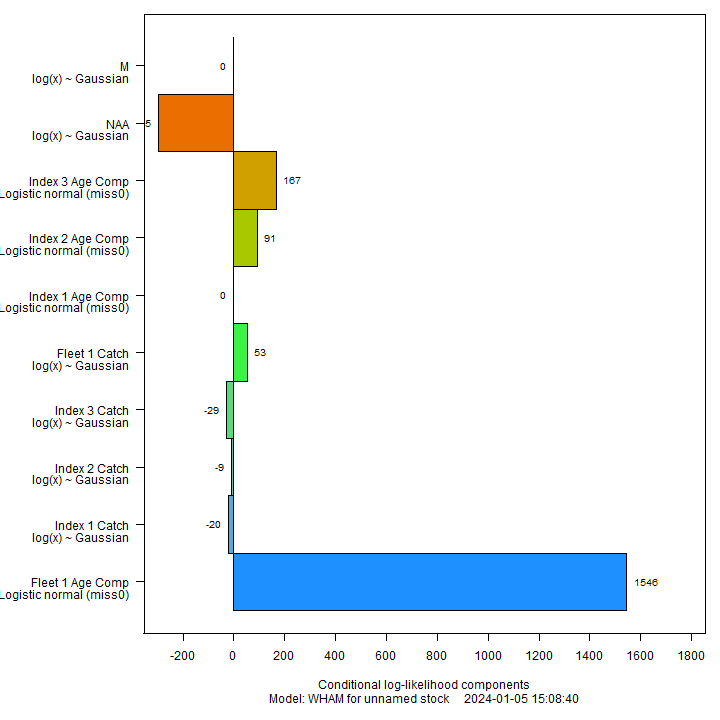 M
log(x) ~ Gaussian
0
NAA
log(x) ~ Gaussian
5
Index 3 Age Comp
Logistic normal (miss0)
167
Index 2 Age Comp
Logistic normal (miss0)
91
Index 1 Age Comp
Logistic normal (miss0)
0
Fleet 1 Catch
log(x) ~ Gaussian
53
Index 3 Catch
log(x) ~ Gaussian
-29
Index 2 Catch
log(x) ~ Gaussian
-9
Index 1 Catch
log(x) ~ Gaussian
-20
Fleet 1 Age Comp
Logistic normal (miss0)
1546
-200 0 200 400 600 800 1000 1200 1400 1600 1800
Conditional log-likelihood components
Model: WHAM for unnamed stock 2024-01-05 15:08:40